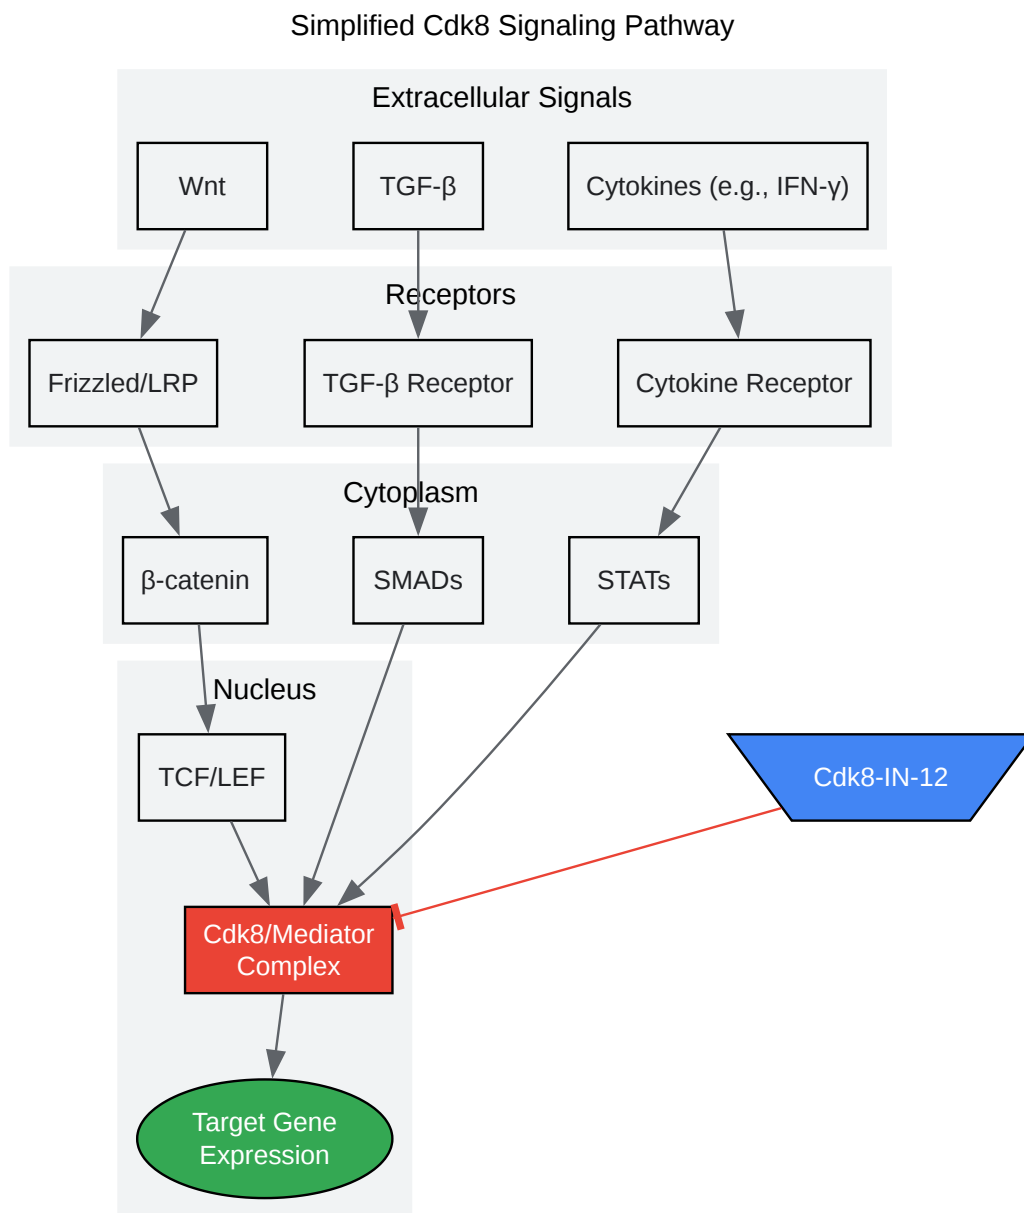 Simplified Cdk8 Signaling Pathway
Extracellular Signals
Wnt
TGF-β
Cytokines (e.g., IFN-γ)
Receptors
Frizzled/LRP
TGF-β Receptor
Cytokine Receptor
Cytoplasm
β-catenin
SMADs
STATs
Nucleus
TCF/LEF
Cdk8-IN-12
Cdk8/Mediator
Complex
Target Gene
Expression